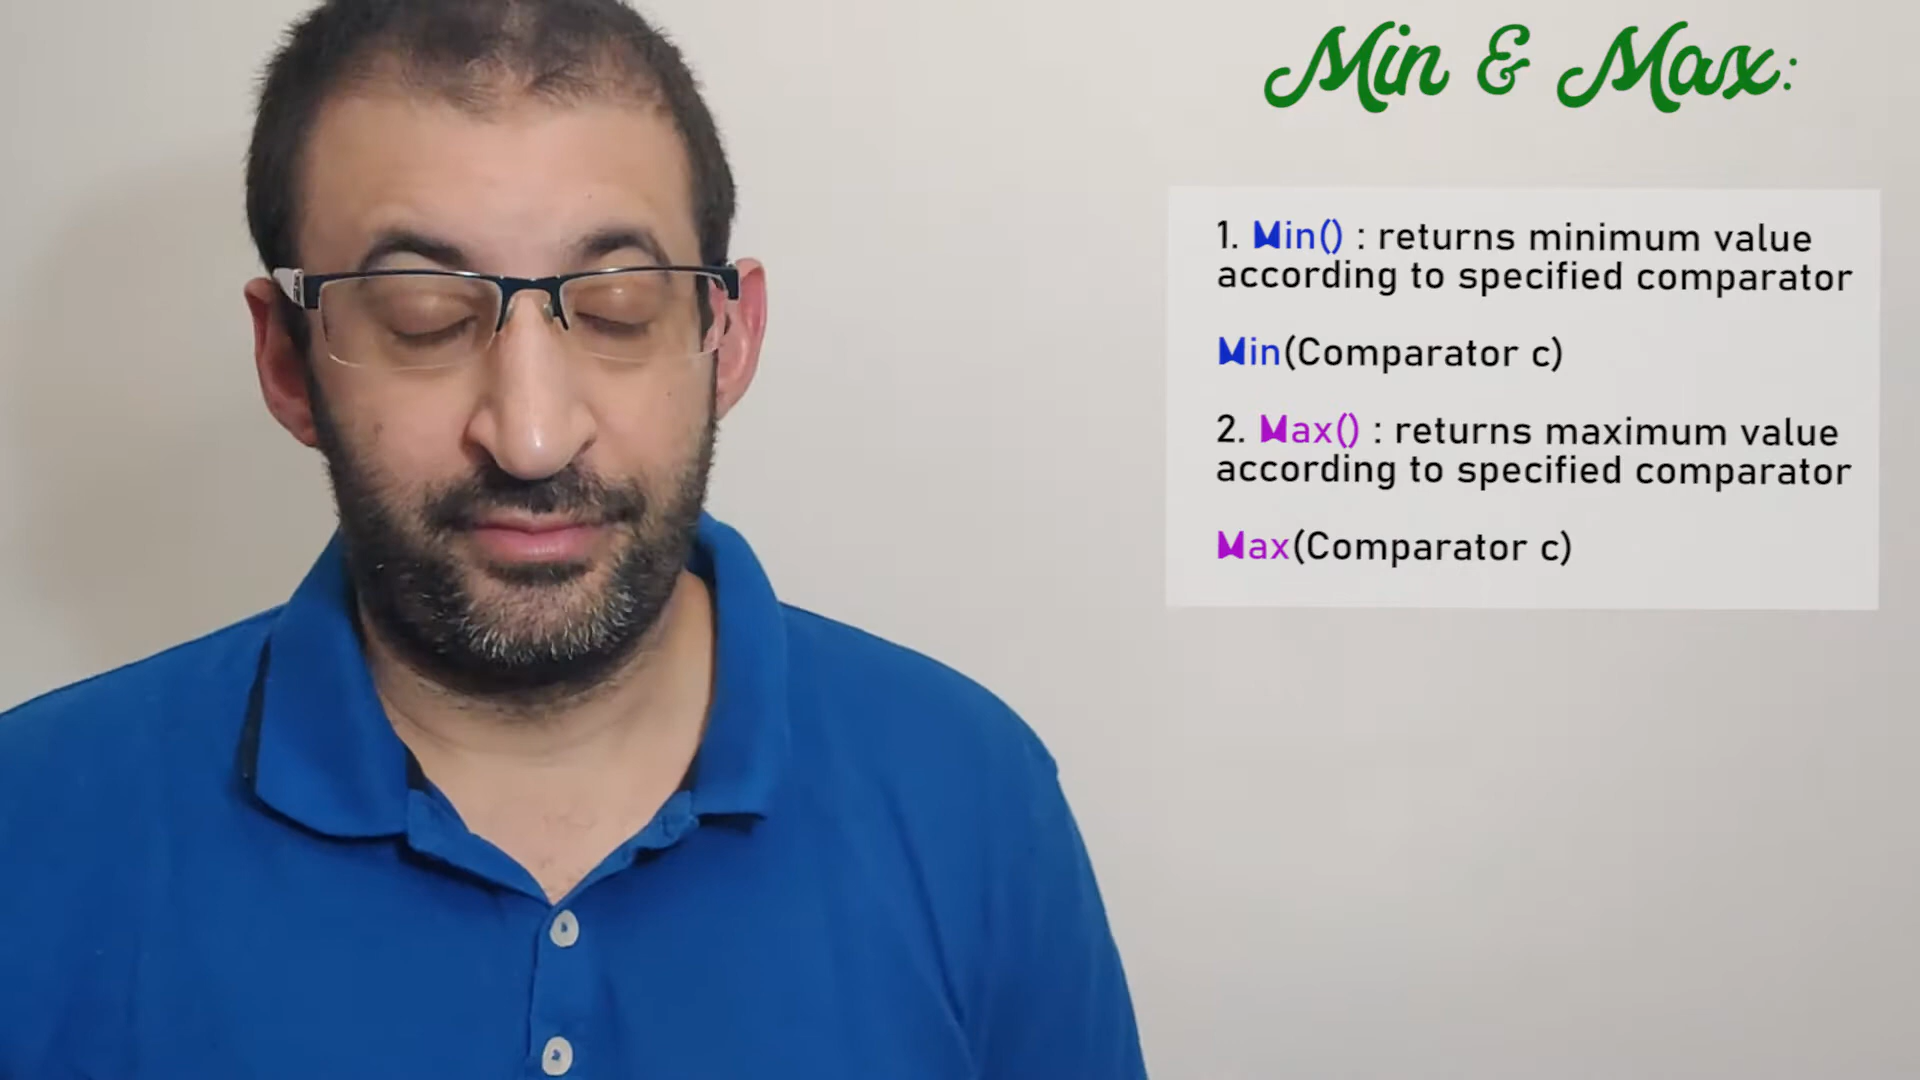 Min & Max:
1. Min() : returns minimum value
according to specified comparator
Min(Comparator c)
2. Max() : returns maximum value
according to specified comparator
Max(Comparator c)